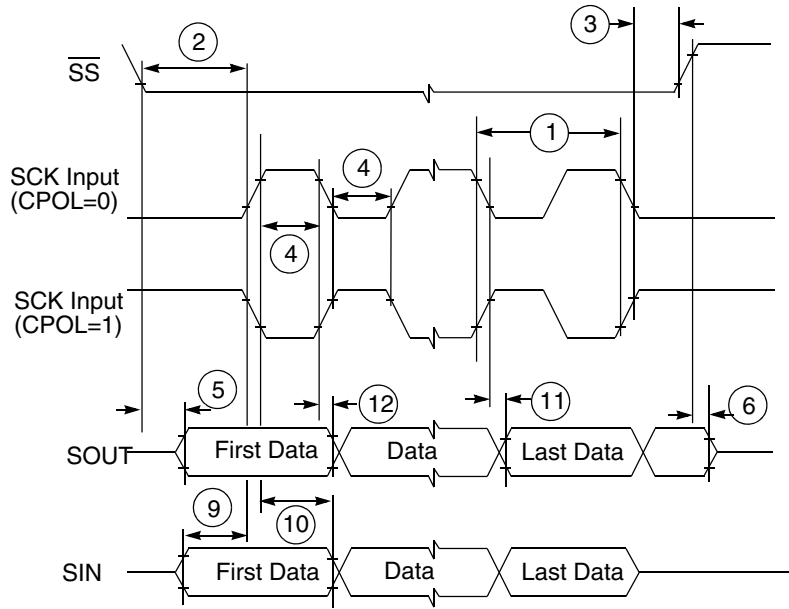 2
3
SS
1
SCK Input
(CPOL=0)
4
4
SCK Input
(CPOL=1)
5
12
11
6
SOUT
First Data
Data
Last Data
9
10
SIN
First Data
Data
Last Data